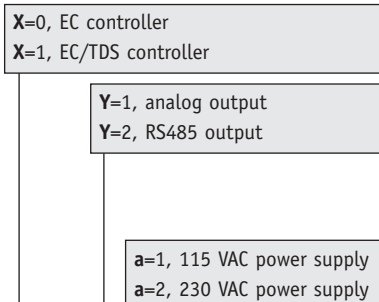 X=0, EC controller
X=1, EC/TDS controller
Y=1, analog output
Y=2, RS485 output
a=1, 115 VAC power supply
a=2, 230 VAC power supply